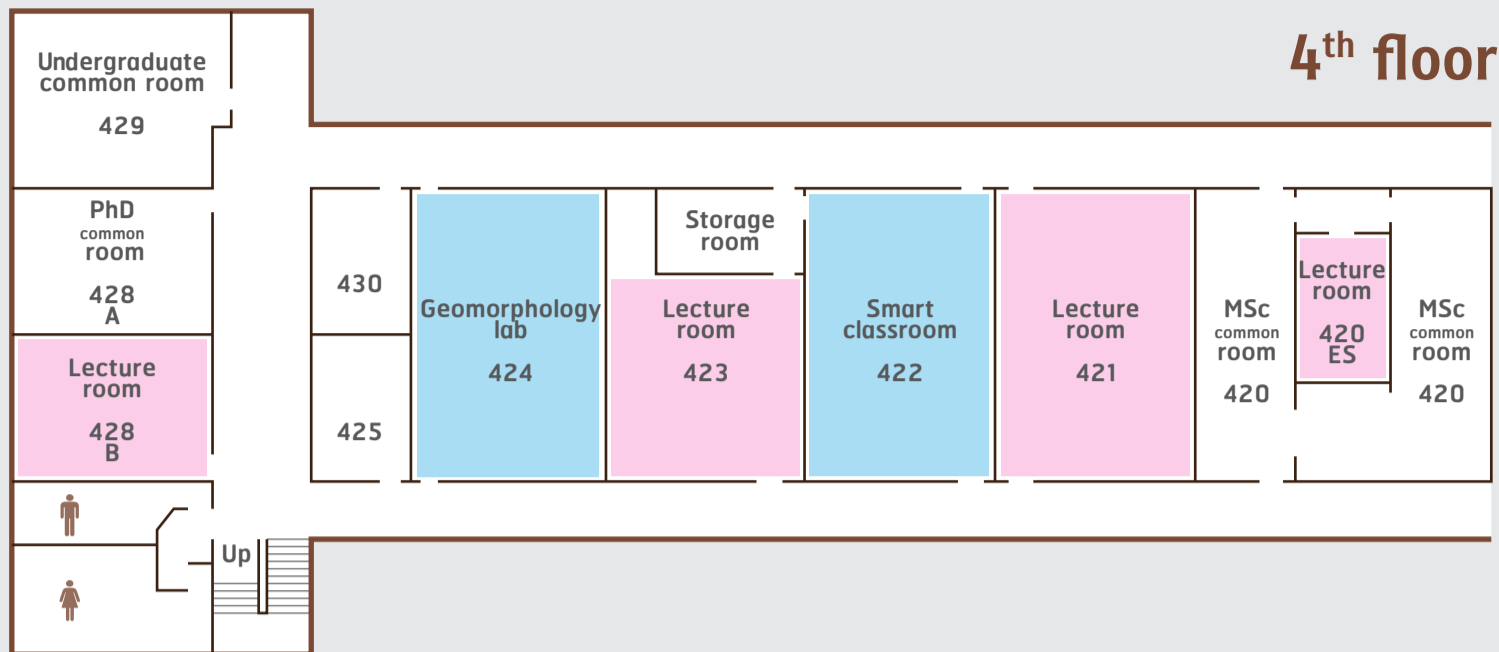 4th floor
Undergraduate
common room
429
PhD
common
room
428
A
Lecture
room
428
B
Up
430
425
Geomorphology
lab
424
Storage
room
Lecture
room
423
Smart
classroom
422
Lecture
room
421
MSc
common
room
420
Lecture
room
420
ES
MSc
common
room
420